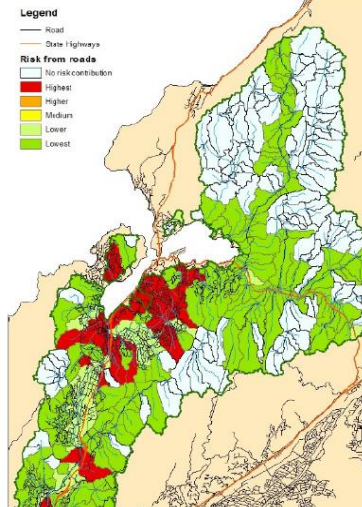 Legend
Road
State Highways
Risk from roads
No risk contribution
Highest
Higher
Medium
Lower
Lowest